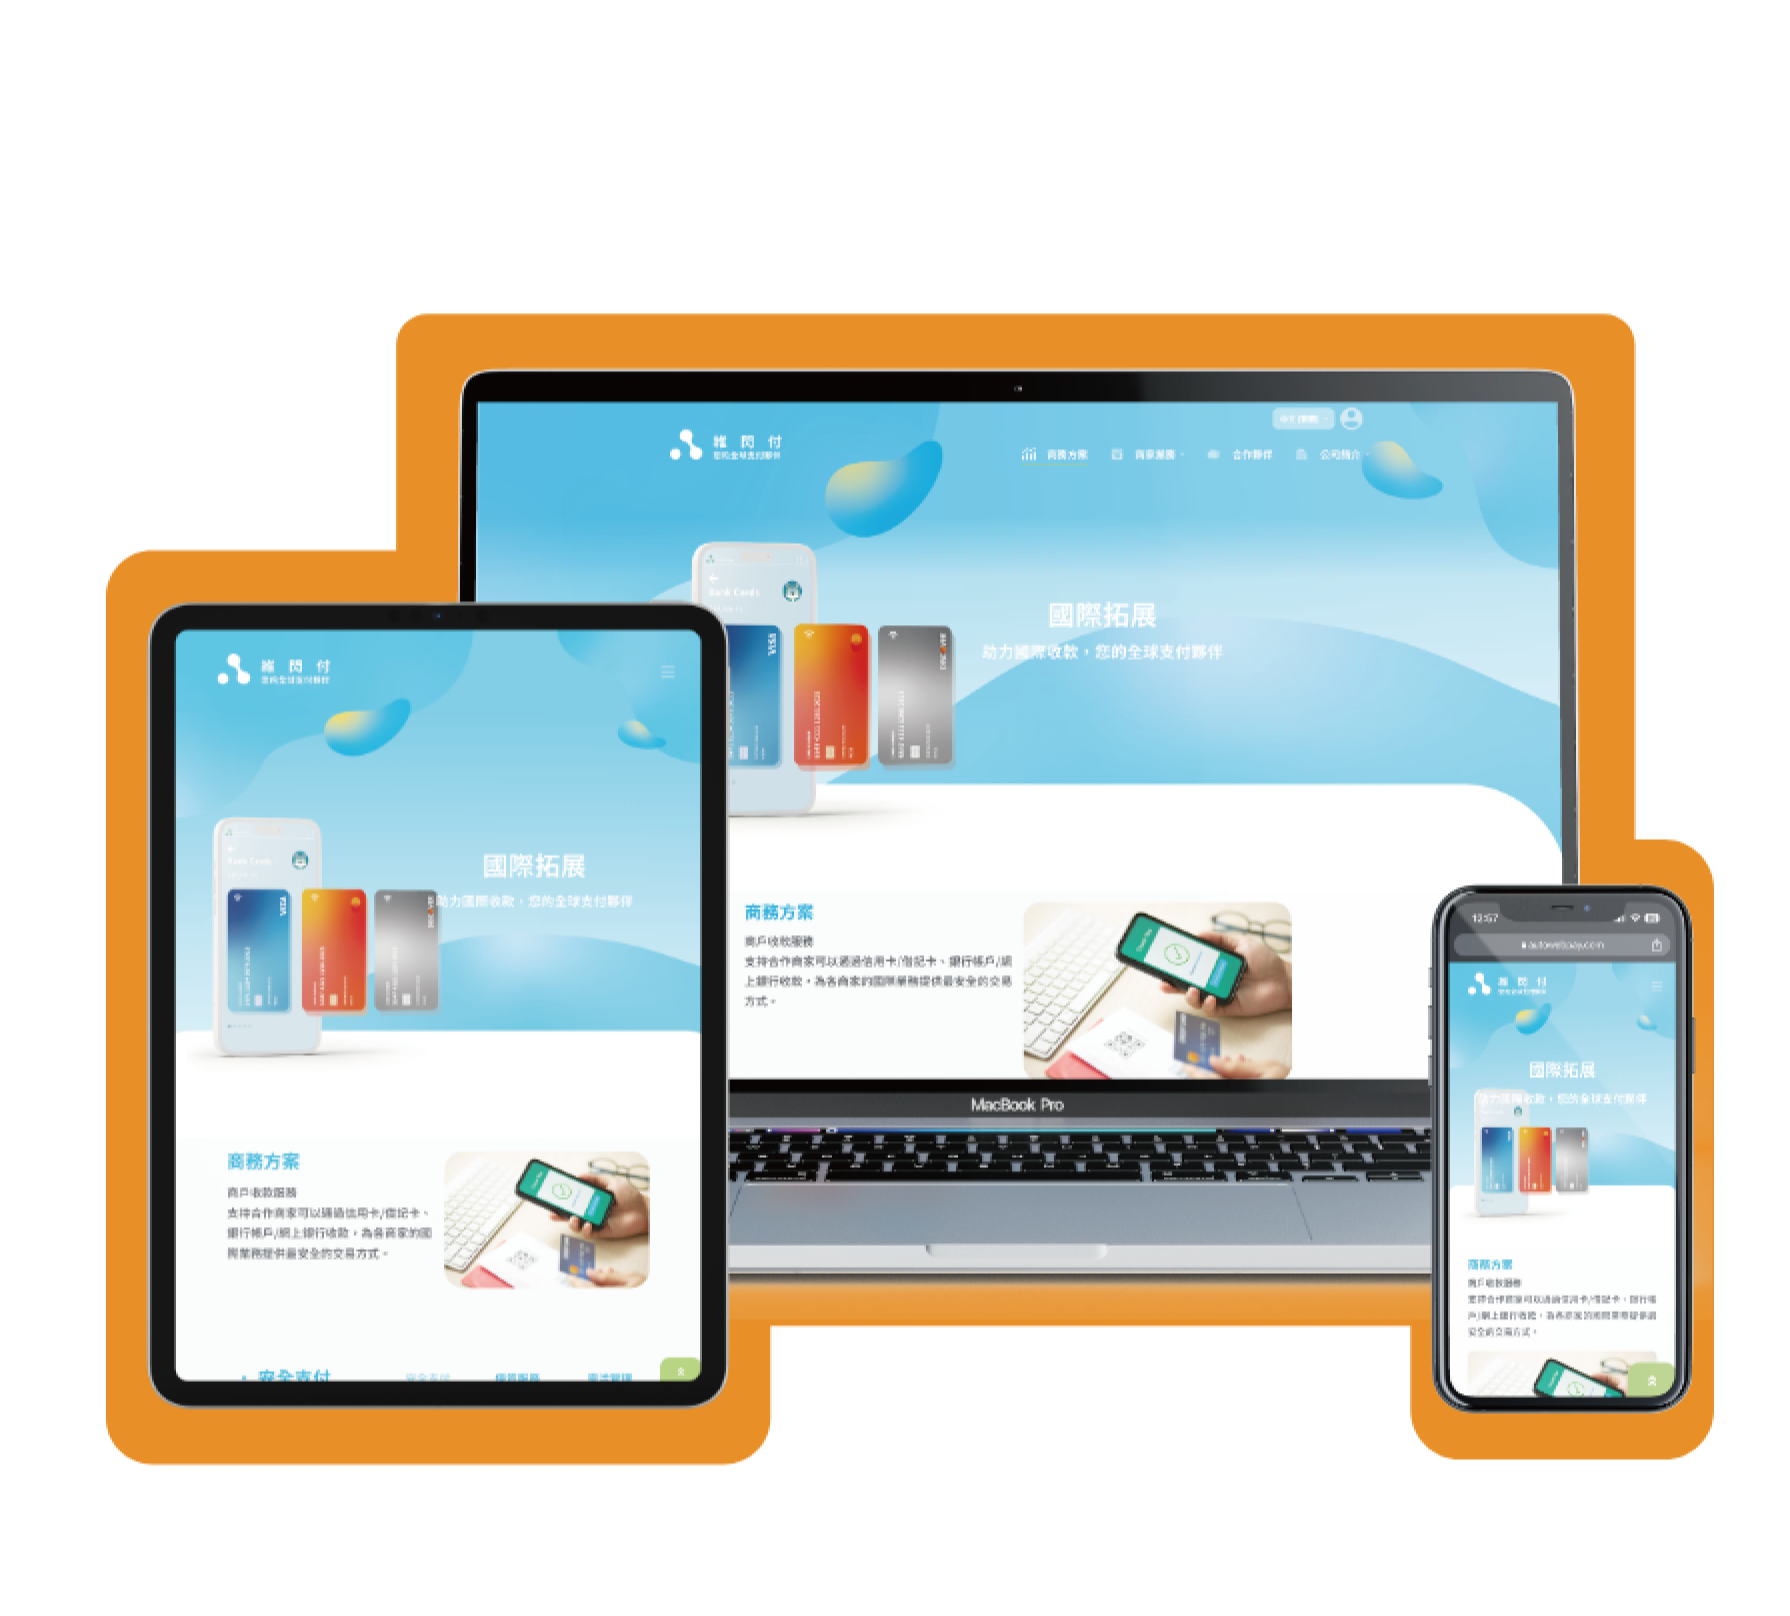 維閃付
您的全球支付夥伴
中文(繁體)
商務方案 商家服務 合作夥伴 公司簡介
Bank Cards
VISA
國際拓展
助力國際收款，您的全球支付夥伴
商務方案
商戶收款服務
支持合作商家可以通過信用卡/借記卡、銀行帳戶/網
上銀行收款，為各商家的國際業務提供最安全的交易
方式。
MacBook Pro
維閃付
您的全球支付夥伴
Bank Cards
VISA
國際拓展
助力國際收款，您的全球支付夥伴
商務方案
商戶收款服務
支持合作商家可以通過信用卡/借記卡、
銀行帳戶/網上銀行收款，為各商家的國
際業務提供最安全的交易方式。
安全支付
安全支付
12:57
autowebpay.com
維閃付
您的全球支付夥伴
國際拓展
助力國際收款，您的全球支付夥伴
商務方案
商戶收款服務
支持合作商家可以通過信用卡/借記卡、銀行帳
戶/網上銀行收款，為各商家的國際業務提供最
安全的交易方式。